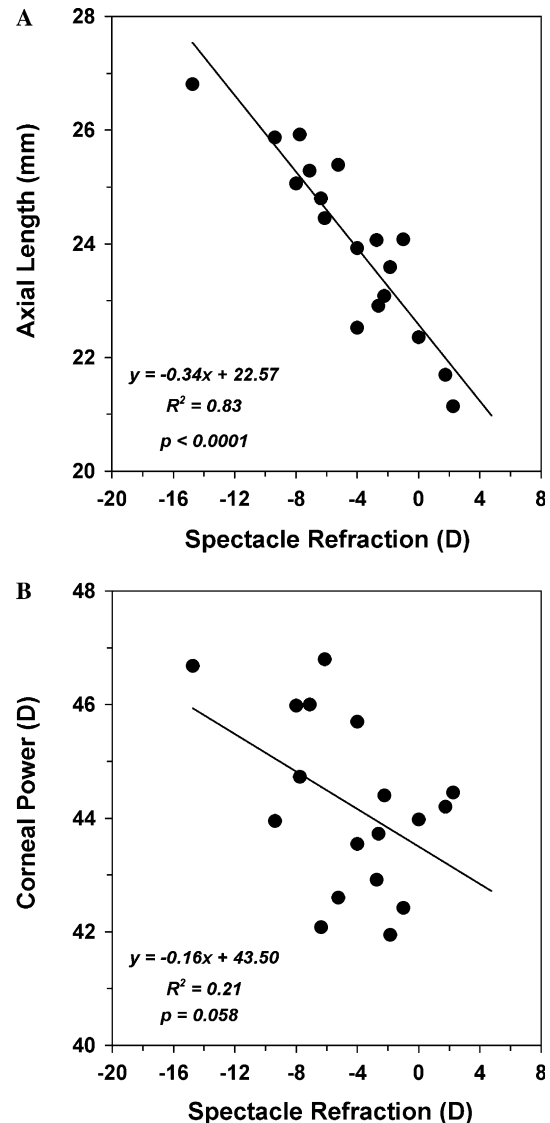 A
28
26
24
22
20
Axial Length (mm)
y = -0.34x + 22.57
R² = 0.83
p < 0.0001
-20 -16 -12 -8 -4 0 4 8
Spectacle Refraction (D)
B
48
46
44
42
40
Corneal Power (D)
y = -0.16x + 43.50
R² = 0.21
p = 0.058
-20 -16 -12 -8 -4 0 4 8
Spectacle Refraction (D)